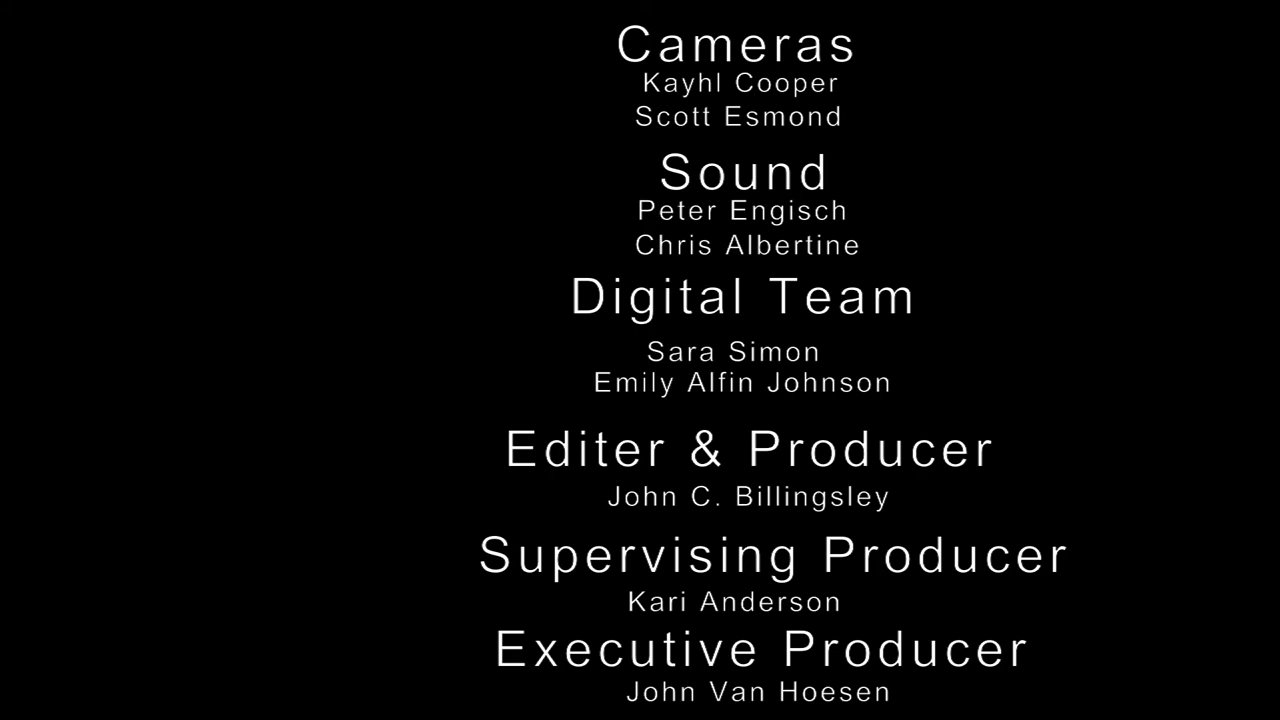 Cameras
Kayhl Cooper
Scott Esmond
Sound
Peter Engisch
Chris Albertine
Digital Team
Sara Simon
Emily Alfin Johnson
Editer & Producer
John C. Billingsley
Supervising Producer
Kari Anderson
Executive Producer
John Van Hoesen